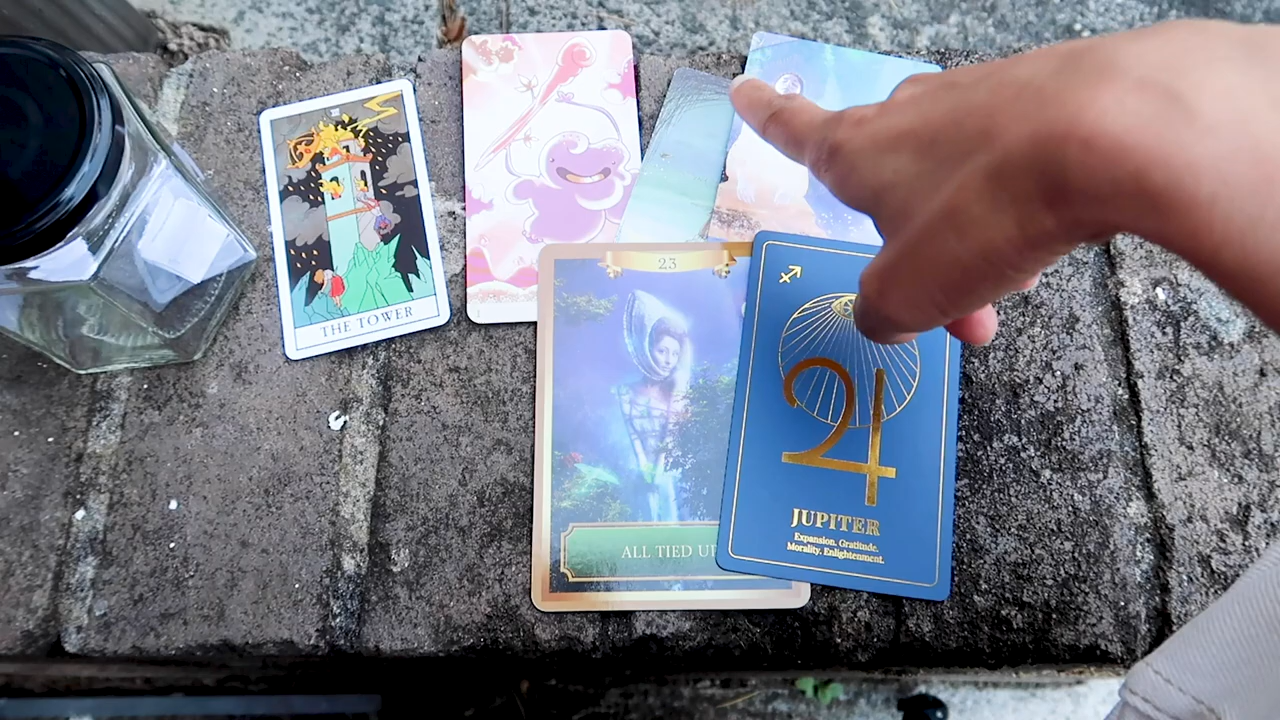 THE TOWER
23
ALL TIED UP
JUPITER
Expansion. Gratitude.
Morality. Enlightenment.